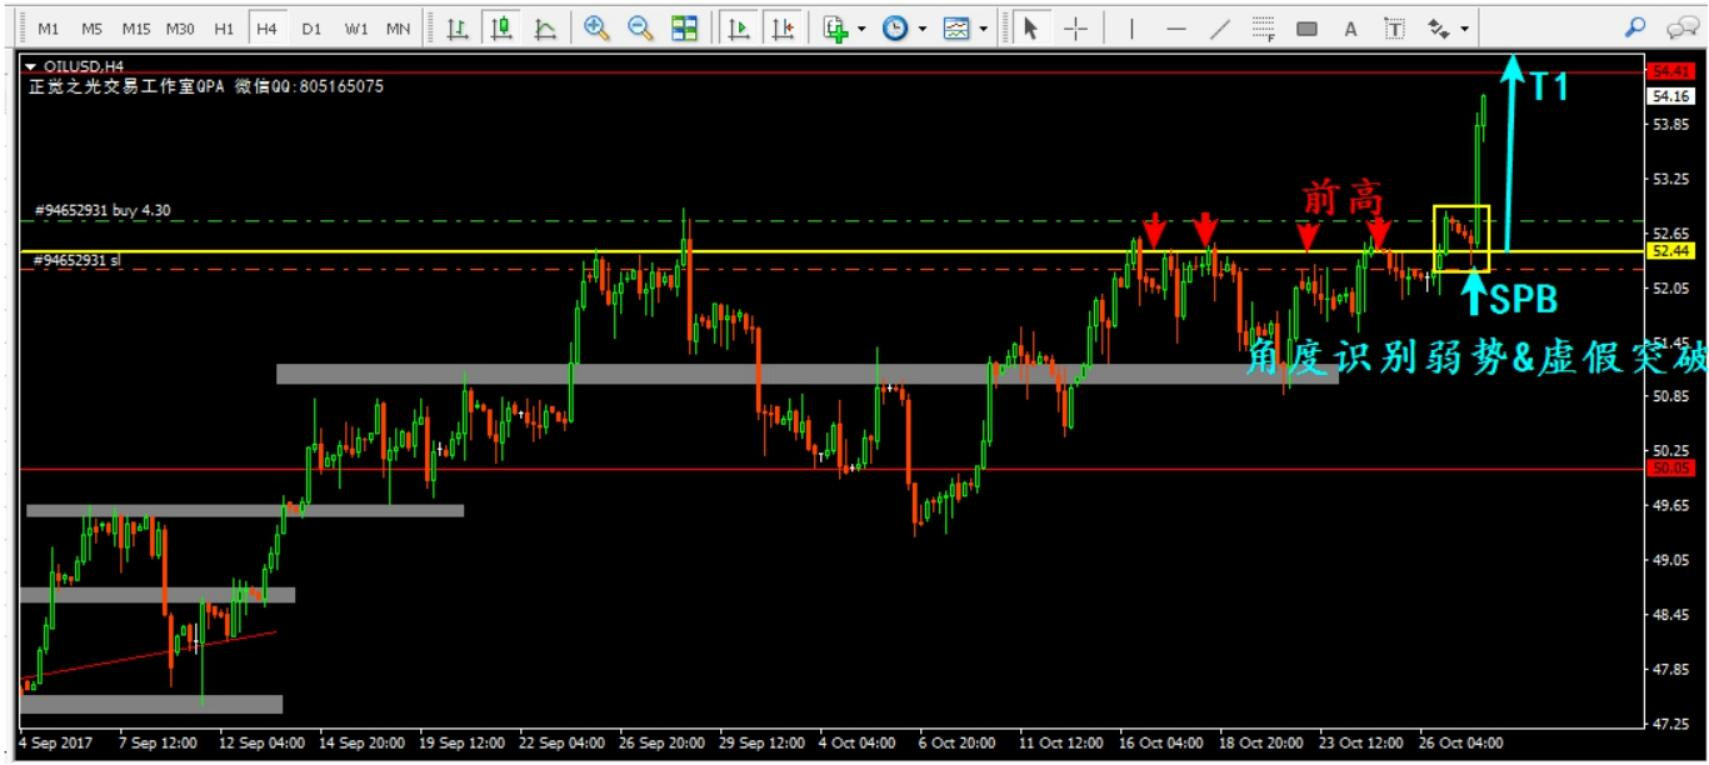 M1 M5 M15 M30 H1 H4 D1 W1 MN
F A T
OILUSD,H4
正觉之光交易工作室QPA 微信QQ:805165075
54.41
T1
54.16
53.85
前高
53.25
#94652931 buy 4.30
52.65
52.44
#94652931 sl
52.05
SPB
51.45
角度识别弱势&虚假突破
50.85
50.25
50.05
49.65
49.05
48.45
47.85
47.25
4 Sep 2017 7 Sep 12:00 12 Sep 04:00 14 Sep 20:00 19 Sep 12:00 22 Sep 04:00 26 Sep 20:00 29 Sep 12:00 4 Oct 04:00 6 Oct 20:00 11 Oct 12:00 16 Oct 04:00 18 Oct 20:00 23 Oct 12:00 26 Oct 04:00